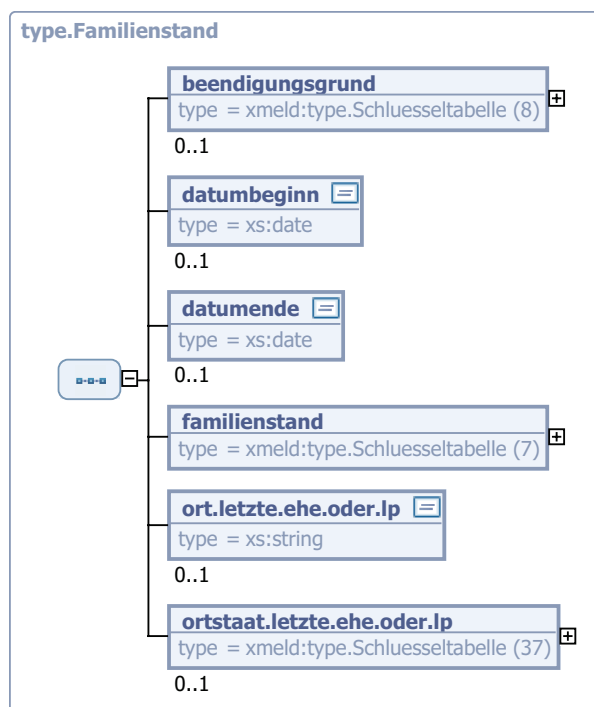 type.Familienstand
beendigungsgrund
type = xmeld:type.Schluesseltabelle (8)
0..1
datumbeginn
type = xs:date
0..1
datumende
type = xs:date
0..1
familienstand
type = xmeld:type.Schluesseltabelle (7)
ort.letzte.ehe.oder.lp
type = xs:string
0..1
ortstaat.letzte.ehe.oder.lp
type = xmeld:type.Schluesseltabelle (37)
0..1